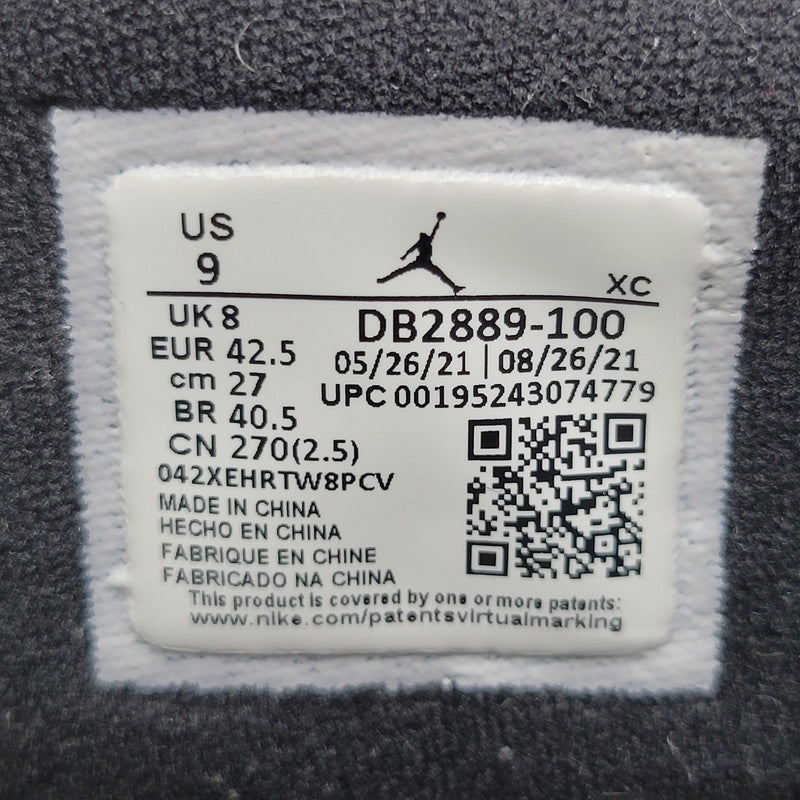 US
9
XC
UK 8
EUR 42.5
cm 27
BR 40.5
CN 270(2.5)
DB2889-100
05/26/21 | 08/26/21
UPC 00195243074779
042XEHRTW8PCV
MADE IN CHINA
HECHO EN CHINA
FABRIQUE EN CHINE
FABRICADO NA CHINA
This product is covered by one or more patents:
www.nike.com/patentsvirtualmarking